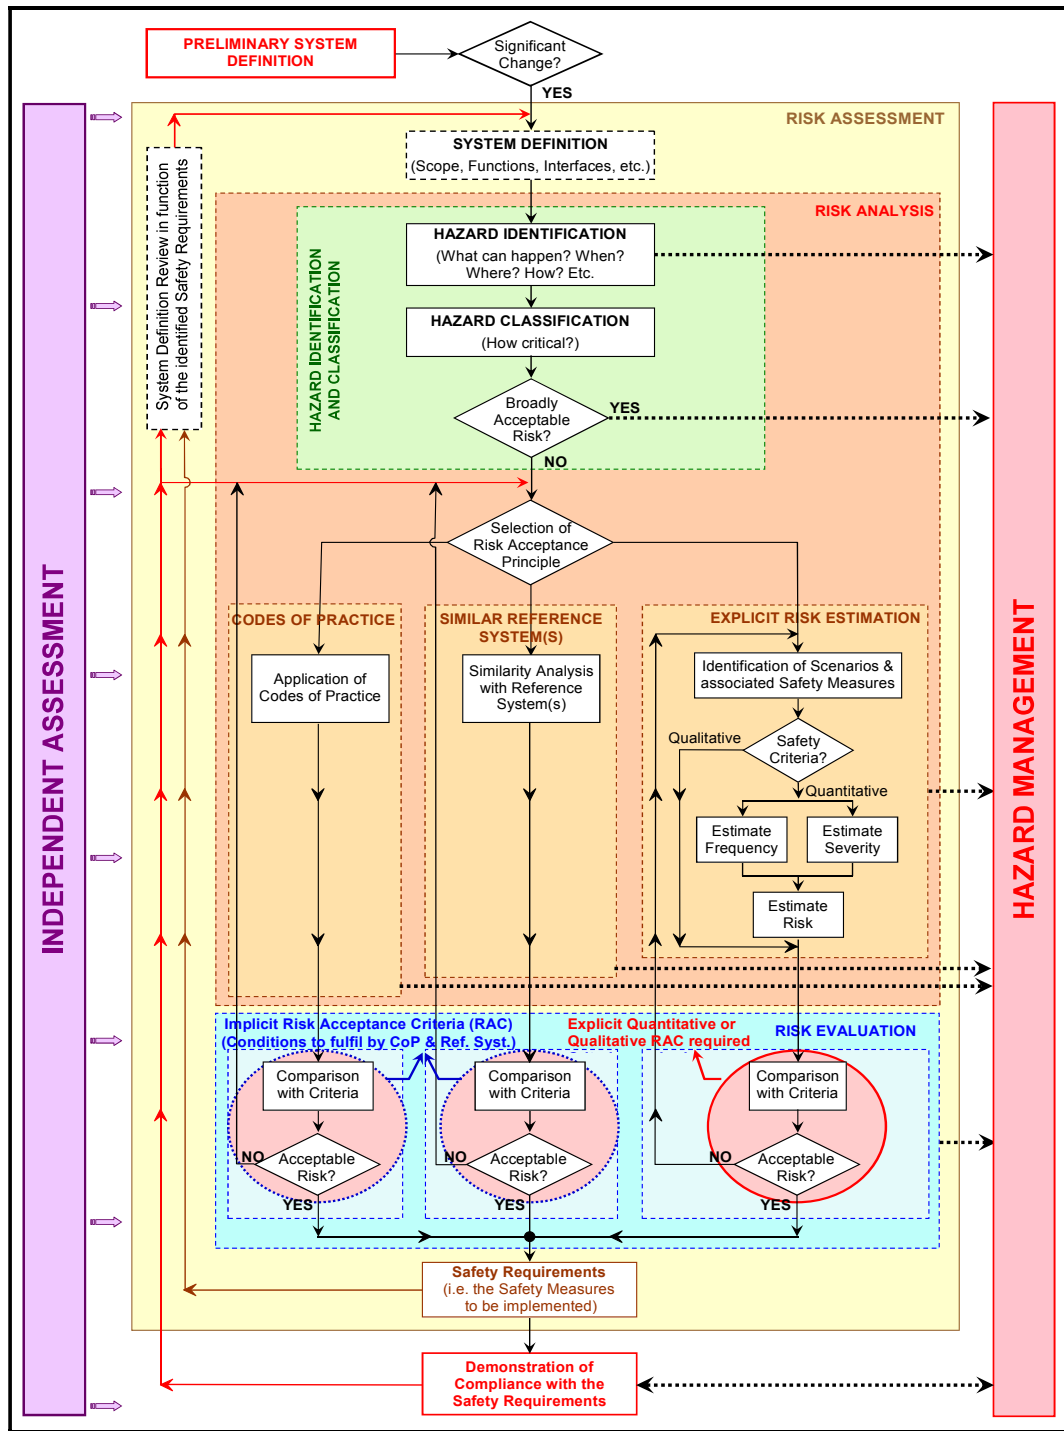 PRELIMINARY SYSTEM
DEFINITION
Significant
Change?
YES
RISK ASSESSMENT
SYSTEM DEFINITION
(Scope, Functions, Interfaces, etc.)
System Definition Review in function
of the identified Safety Requirements
RISK ANALYSIS
HAZARD IDENTIFICATION
AND CLASSIFICATION
HAZARD IDENTIFICATION
(What can happen? When?
Where? How? Etc.
HAZARD CLASSIFICATION
(How critical?)
Broadly
Acceptable
Risk?
YES
NO
Selection of
Risk Acceptance
Principle
INDEPENDENT ASSESSMENT
HAZARD MANAGEMENT
CODES OF PRACTICE
Application of
Codes of Practice
SIMILAR REFERENCE
SYSTEM(S)
Similarity Analysis
with Reference
System(s)
EXPLICIT RISK ESTIMATION
Identification of Scenarios &
associated Safety Measures
Qualitative
Safety
Criteria?
Quantitative
Estimate
Frequency
Estimate
Severity
Estimate
Risk
Implicit Risk Acceptance Criteria (RAC)
(Conditions to fulfil by CoP & Ref. Syst.)
Explicit Quantitative or
Qualitative RAC required
RISK EVALUATION
Comparison
with Criteria
Acceptable
Risk?
NO
YES
Comparison
with Criteria
Acceptable
Risk?
NO
YES
Comparison
with Criteria
Acceptable
Risk?
NO
YES
Safety Requirements
(i.e. the Safety Measures
to be implemented)
Demonstration of
Compliance with the
Safety Requirements